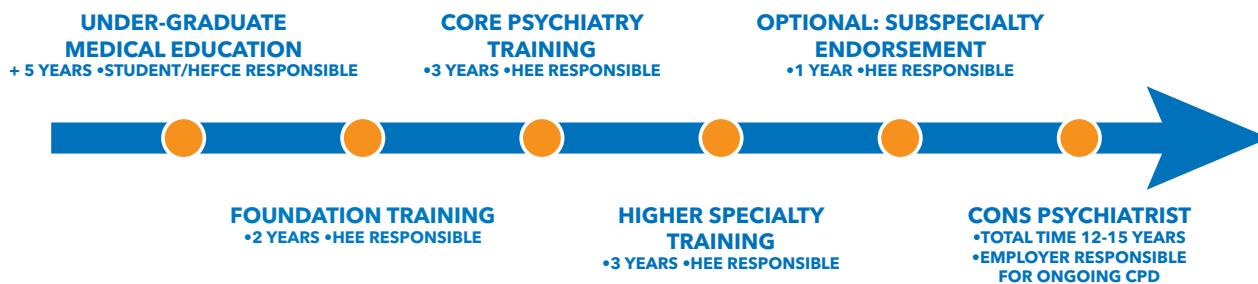 UNDER-GRADUATE
MEDICAL EDUCATION
+ 5 YEARS •STUDENT/HEFCE RESPONSIBLE
CORE PSYCHIATRY
TRAINING
•3 YEARS •HEE RESPONSIBLE
OPTIONAL: SUBSPECIALTY
ENDORSEMENT
•1 YEAR •HEE RESPONSIBLE
FOUNDATION TRAINING
•2 YEARS •HEE RESPONSIBLE
HIGHER SPECIALTY
TRAINING
•3 YEARS •HEE RESPONSIBLE
CONS PSYCHIATRIST
•TOTAL TIME 12-15 YEARS
•EMPLOYER RESPONSIBLE
FOR ONGOING CPD